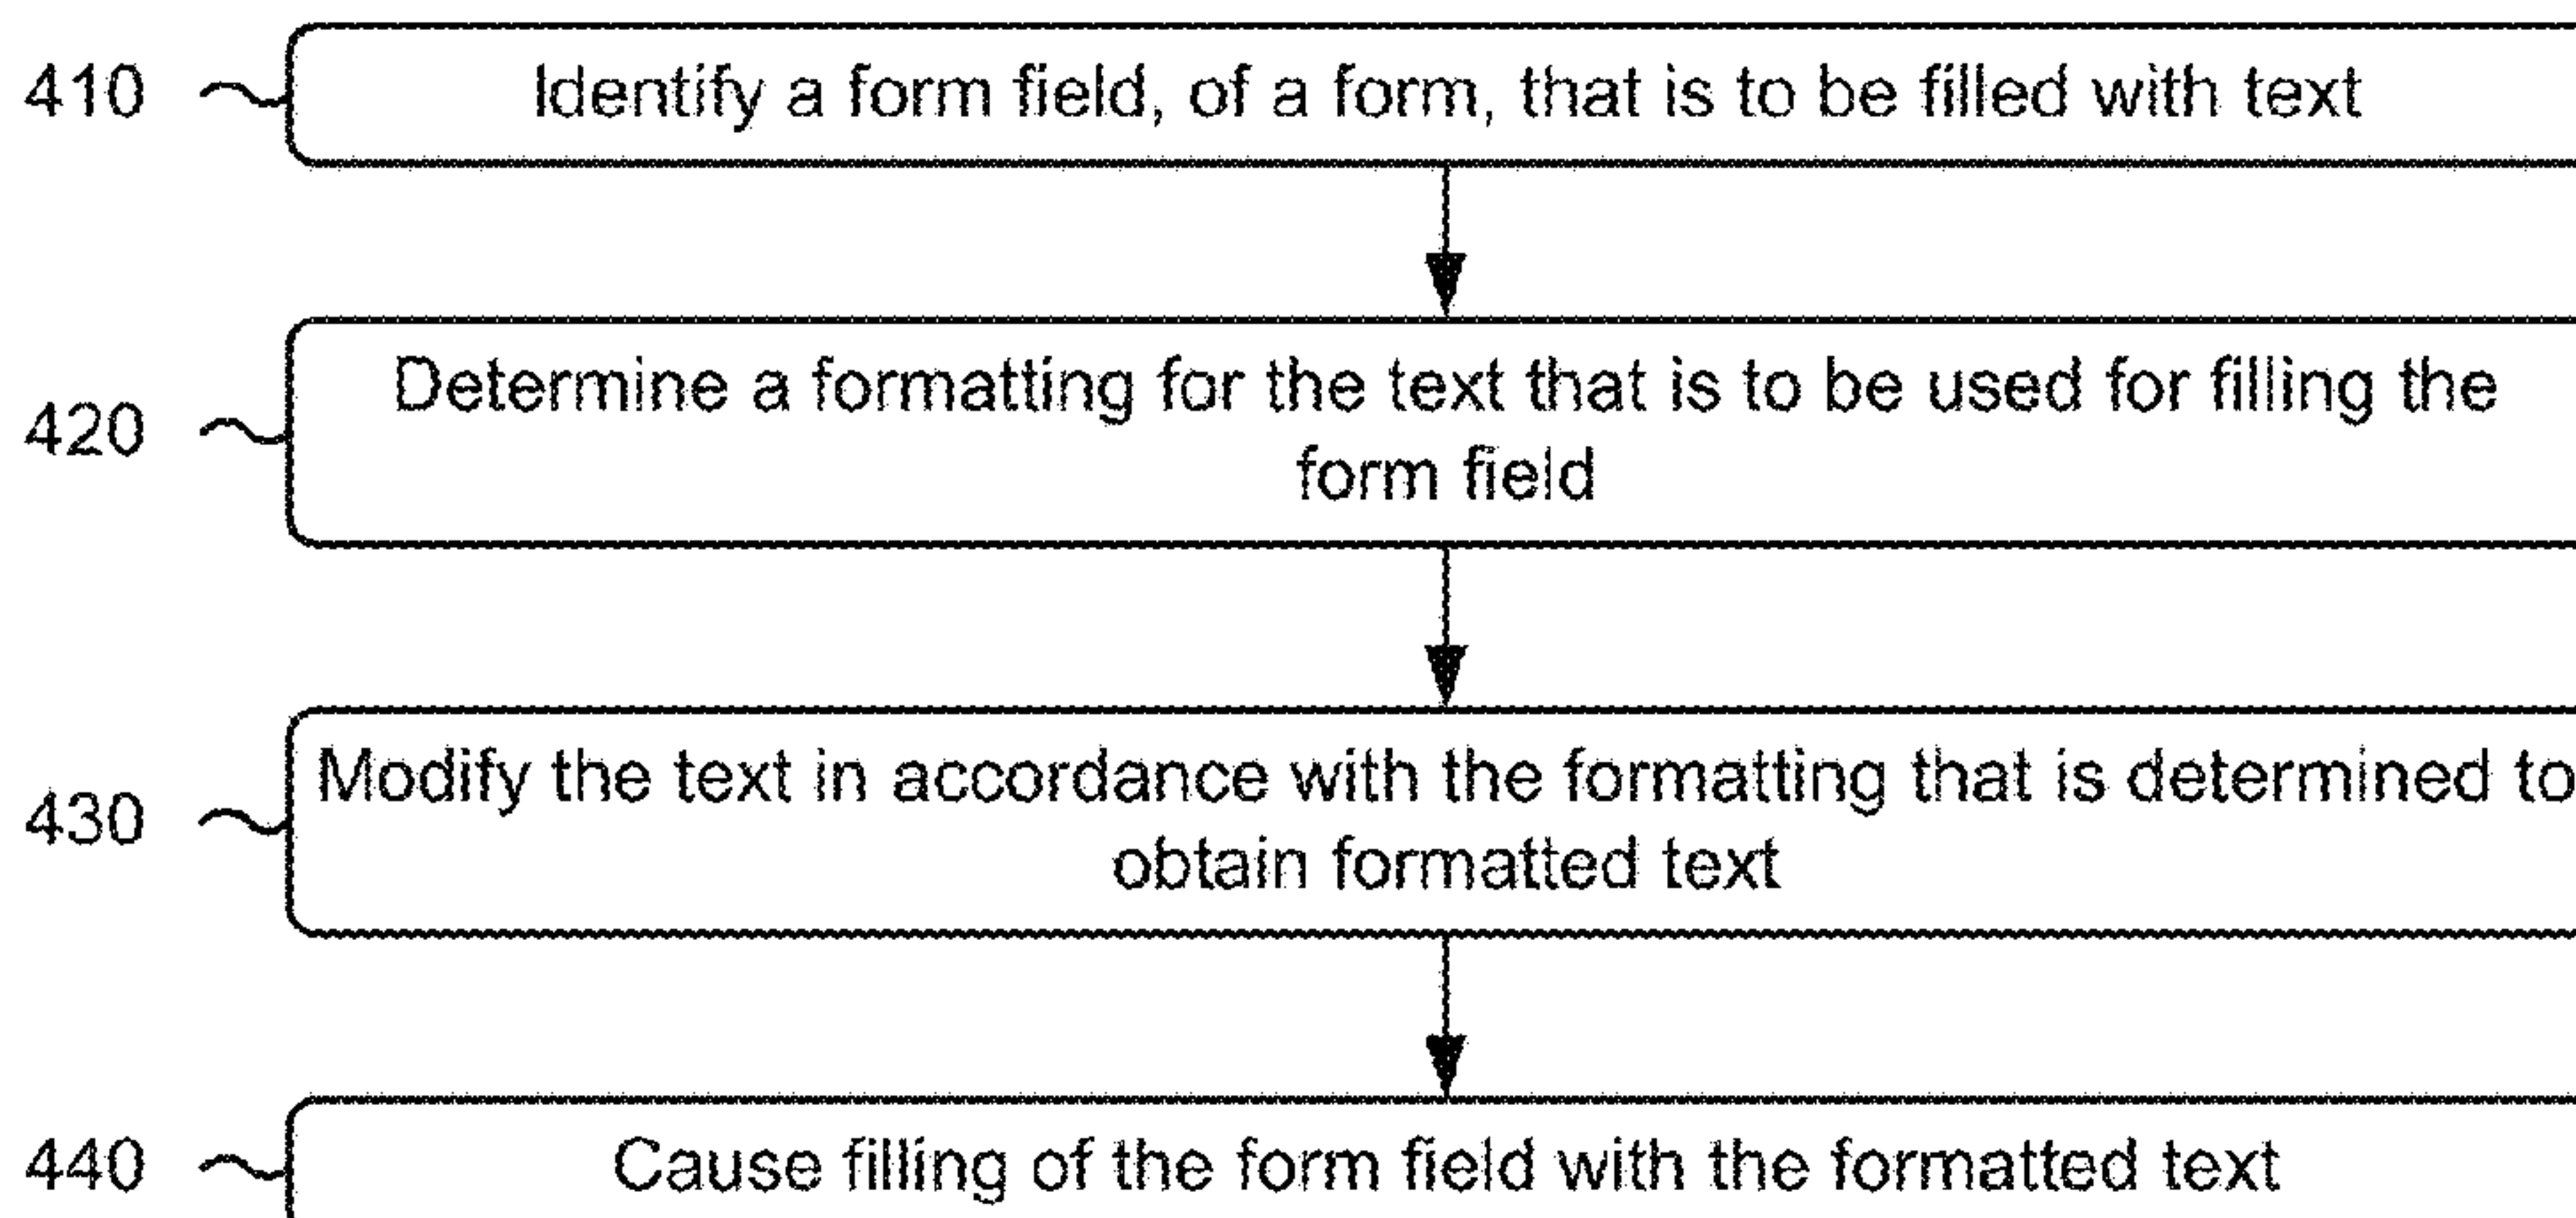 410 Identify a form field, of a form, that is to be filled with text
420 Determine a formatting for the text that is to be used for filling the
form field
430 Modify the text in accordance with the formatting that is determined to
obtain formatted text
440 Cause filling of the form field with the formatted text